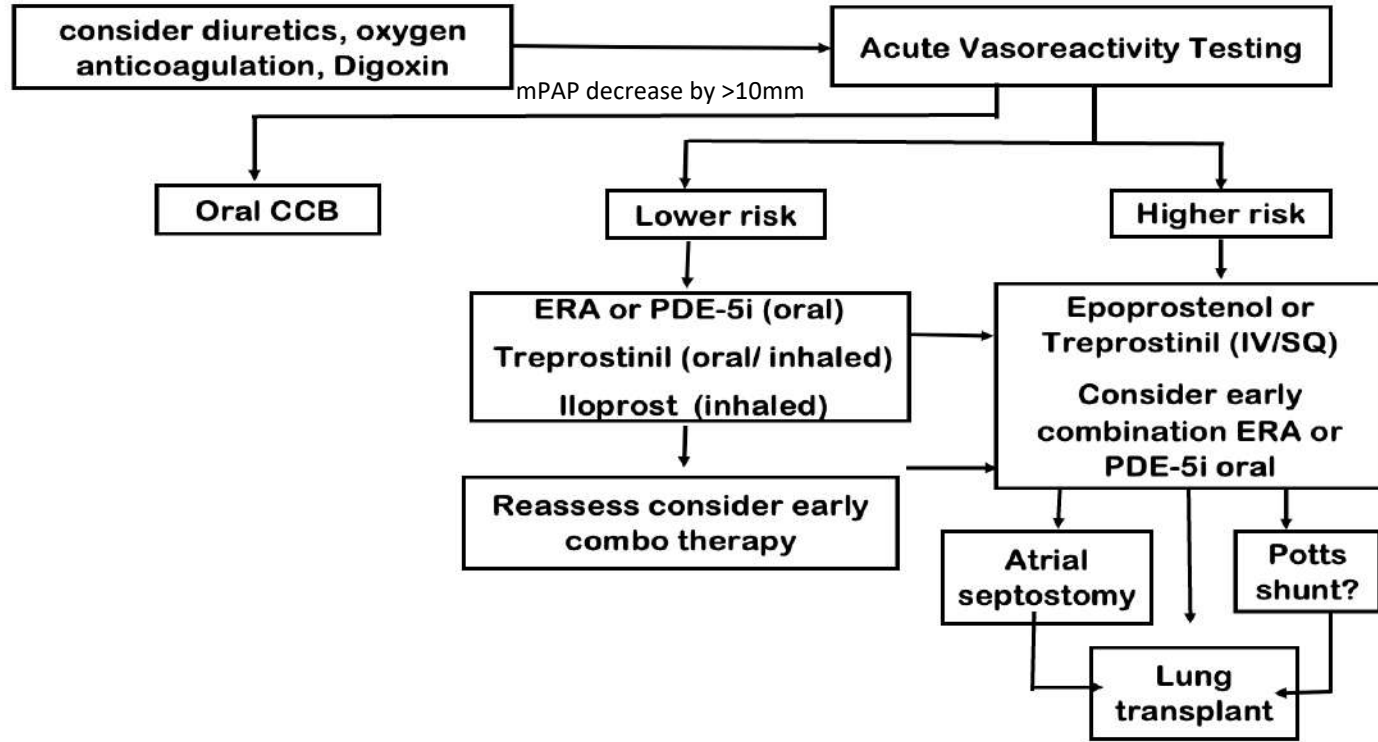 consider diuretics, oxygen
anticoagulation, Digoxin
Acute Vasoreactivity Testing
mPAP decrease by >10mm
Oral CCB
Lower risk
Higher risk
ERA or PDE-5i (oral)
Treprostinil (oral/ inhaled)
Iloprost (inhaled)
Epoprostenol or
Treprostinil (IV/SQ)
Consider early
combination ERA or
PDE-5i oral
Reassess consider early
combo therapy
Atrial
septostomy
Potts
shunt?
Lung
transplant